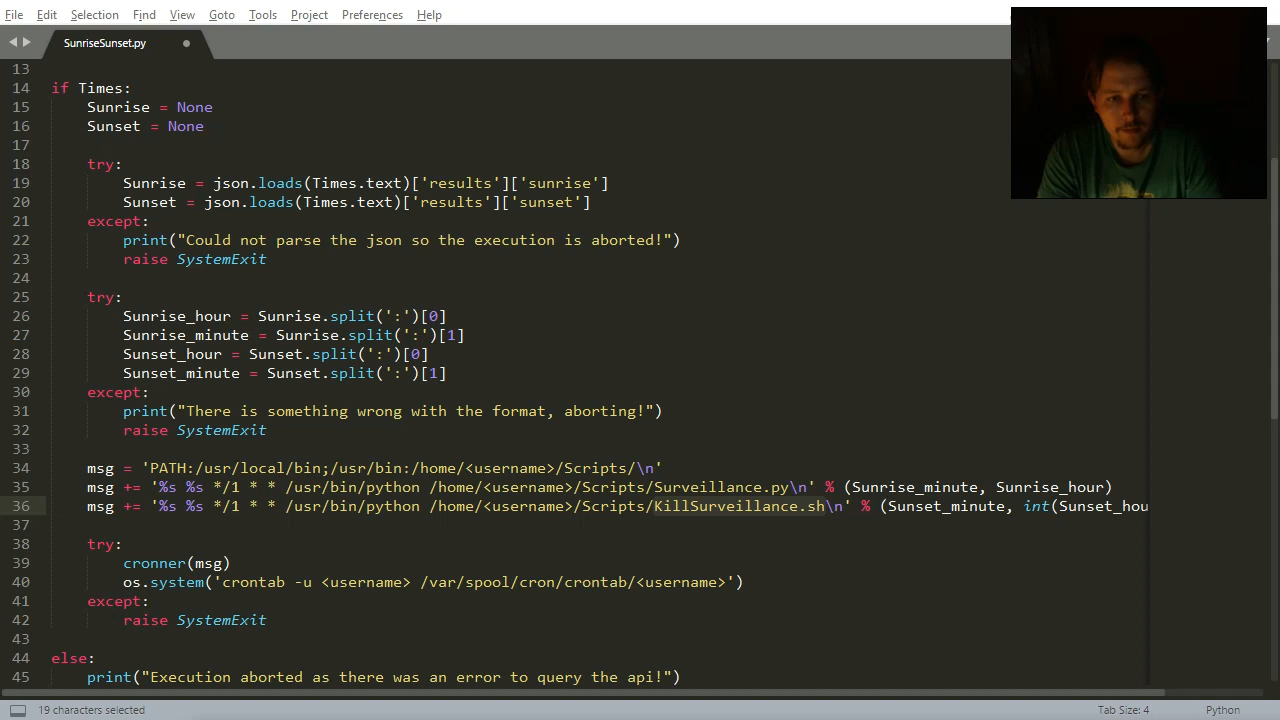 File Edit Selection Find View Goto Tools Project Preferences Help
SunriseSunset.py
13
14 if Times:
15     Sunrise = None
16     Sunset = None
17
18     try:
19         Sunrise = json.loads(Times.text)['results']['sunrise']
20         Sunset = json.loads(Times.text)['results']['sunset']
21     except:
22         print("Could not parse the json so the execution is aborted!")
23         raise SystemExit
24
25     try:
26         Sunrise_hour = Sunrise.split(':')[0]
27         Sunrise_minute = Sunrise.split(':')[1]
28         Sunset_hour = Sunset.split(':')[0]
29         Sunset_minute = Sunset.split(':')[1]
30     except:
31         print("There is something wrong with the format, aborting!")
32         raise SystemExit
33
34     msg = 'PATH:/usr/local/bin;/usr/bin:/home/<username>/Scripts/\n'
35     msg += '%s %s */1 * * /usr/bin/python /home/<username>/Scripts/Surveillance.py\n' % (Sunrise_minute, Sunrise_hour)
36     msg += '%s %s */1 * * /usr/bin/python /home/<username>/Scripts/KillSurveillance.sh\n' % (Sunset_minute, int(Sunset_hou
37
38     try:
39         cronner(msg)
40         os.system('crontab -u <username> /var/spool/cron/crontab/<username>')
41     except:
42         raise SystemExit
43
44 else:
45     print("Execution aborted as there was an error to query the api!")
19 characters selected Tab Size: 4 Python